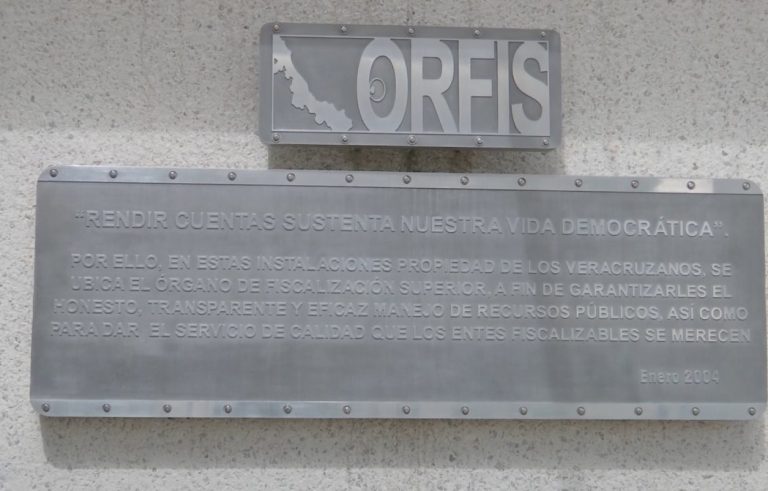 ORFIS
"RENDIR CUENTAS SUSTENTA NUESTRA VIDA DEMOCRÁTICA".
POR ELLO, EN ESTAS INSTALACIONES PROPIEDAD DE LOS VERACRUZANOS, SE
UBICA EL ÓRGANO DE FISCALIZACIÓN SUPERIOR, A FIN DE GARANTIZARLES EL
HONESTO, TRANSPARENTE Y EFICAZ MANEJO DE RECURSOS PÚBLICOS, ASÍ COMO
PARA DAR EL SERVICIO DE CALIDAD QUE LOS ENTES FISCALIZABLES SE MERECEN
Enero 2004